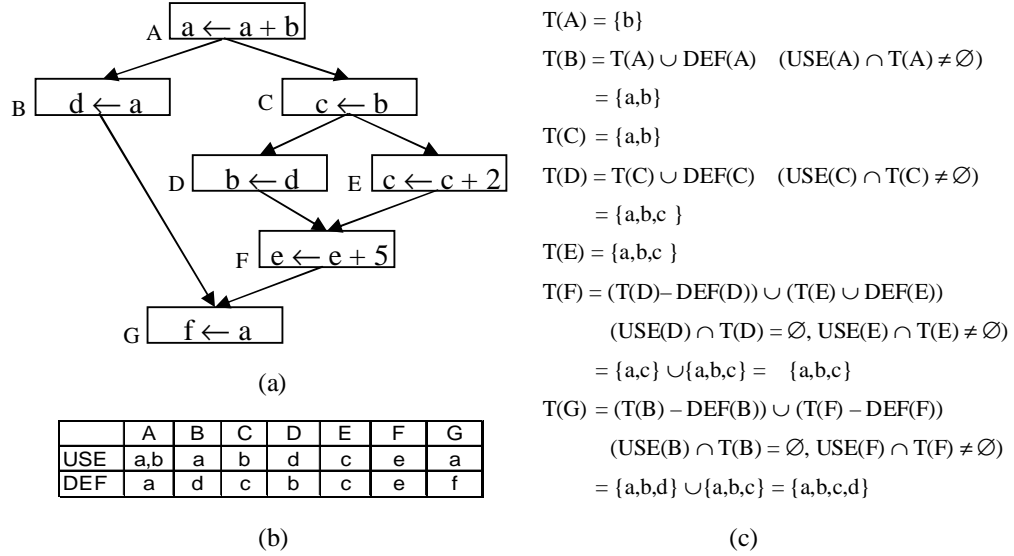 A a ← a + b
B d ← a
C c ← b
D b ← d
E c ← c + 2
F e ← e + 5
G f ← a
(a)
A B C D E F G
USE a,b a b d c e a
DEF a d c b c e f
(b)
T(A) = {b}
T(B) = T(A) ∪ DEF(A) (USE(A) ∩ T(A) ≠ ∅)
= {a,b}
T(C) = {a,b}
T(D) = T(C) ∪ DEF(C) (USE(C) ∩ T(C) ≠ ∅)
= {a,b,c }
T(E) = {a,b,c }
T(F) = (T(D)– DEF(D)) ∪ (T(E) ∪ DEF(E))
(USE(D) ∩ T(D) = ∅, USE(E) ∩ T(E) ≠ ∅)
= {a,c} ∪{a,b,c} = {a,b,c}
T(G) = (T(B) – DEF(B)) ∪ (T(F) – DEF(F))
(USE(B) ∩ T(B) = ∅, USE(F) ∩ T(F) ≠ ∅)
= {a,b,d} ∪{a,b,c} = {a,b,c,d}
(c)